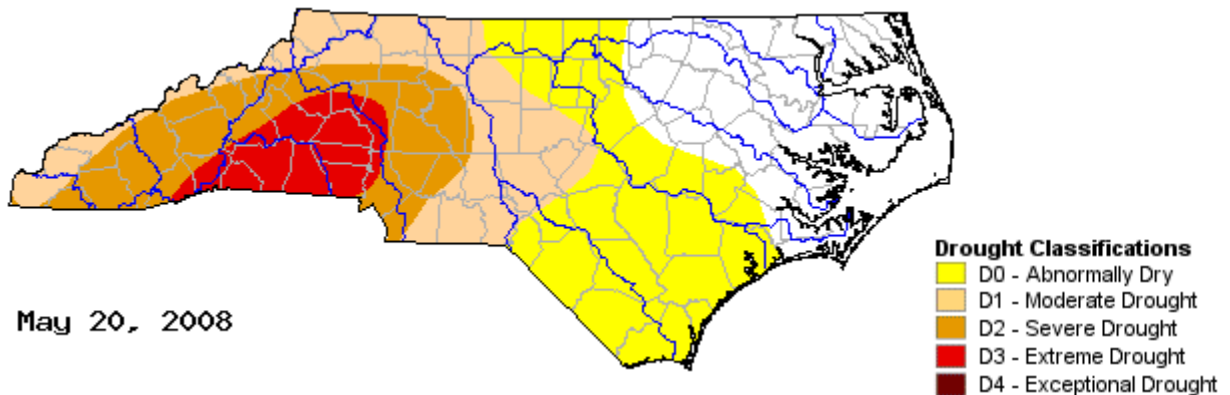 May 20, 2008
Drought Classifications
D0 - Abnormally Dry
D1 - Moderate Drought
D2 - Severe Drought
D3 - Extreme Drought
D4 - Exceptional Drought